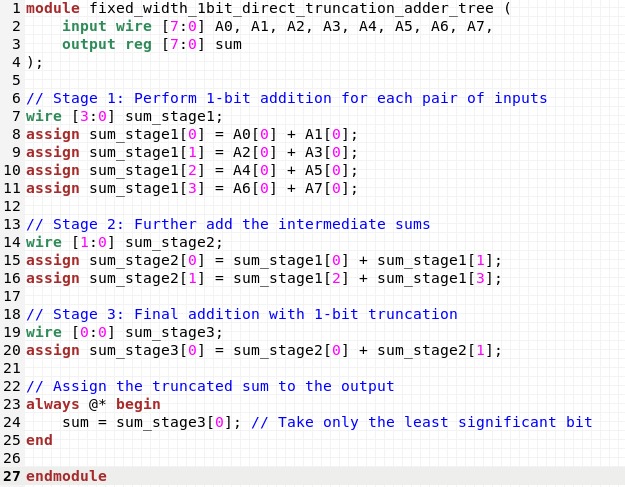 1 module fixed_width_1bit_direct_truncation_adder_tree (
2     input wire [7:0] A0, A1, A2, A3, A4, A5, A6, A7,
3     output reg [7:0] sum
4 );
5
6 // Stage 1: Perform 1-bit addition for each pair of inputs
7 wire [3:0] sum_stage1;
8 assign sum_stage1[0] = A0[0] + A1[0];
9 assign sum_stage1[1] = A2[0] + A3[0];
10 assign sum_stage1[2] = A4[0] + A5[0];
11 assign sum_stage1[3] = A6[0] + A7[0];
12
13 // Stage 2: Further add the intermediate sums
14 wire [1:0] sum_stage2;
15 assign sum_stage2[0] = sum_stage1[0] + sum_stage1[1];
16 assign sum_stage2[1] = sum_stage1[2] + sum_stage1[3];
17
18 // Stage 3: Final addition with 1-bit truncation
19 wire [0:0] sum_stage3;
20 assign sum_stage3[0] = sum_stage2[0] + sum_stage2[1];
21
22 // Assign the truncated sum to the output
23 always @* begin
24     sum = sum_stage3[0]; // Take only the least significant bit
25 end
26
27 endmodule